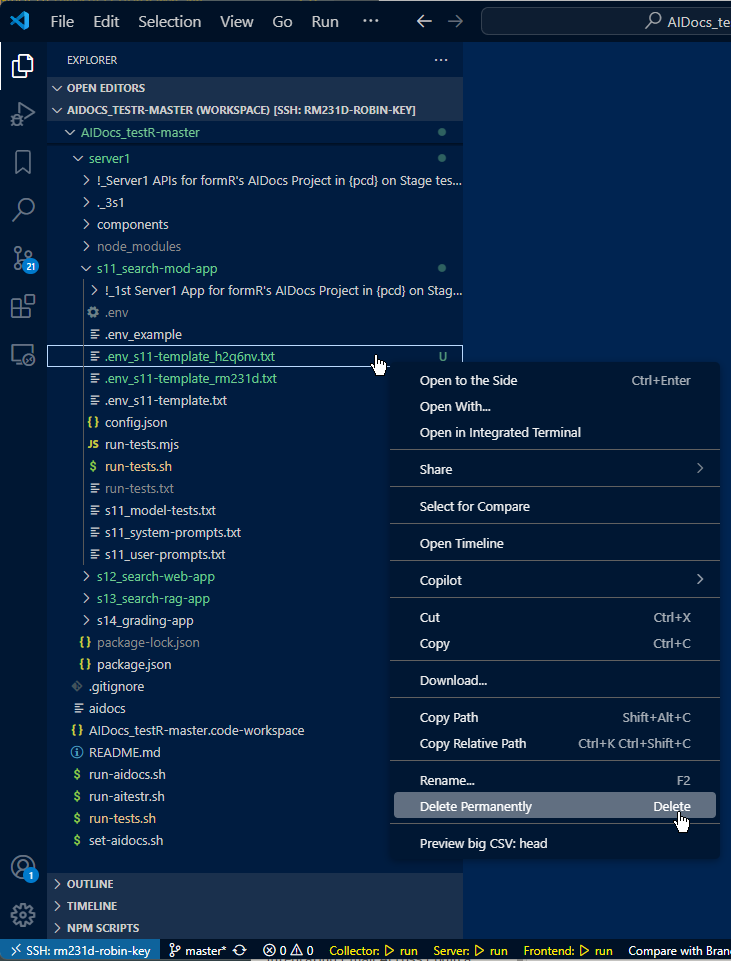 File Edit Selection View Go Run ··· AIDocs_te
EXPLORER ···
OPEN EDITORS
AIDOCS_TESTR-MASTER (WORKSPACE) [SSH: RM231D-ROBIN-KEY]
AIDocs_testR-master
server1
!_Server1 APIs for formR's AIDocs Project in {pcd} on Stage tes...
._3s1
components
node_modules
s11_search-mod-app
!_1st Server1 App for formR's AIDocs Project in {pcd} on Stag...
.env
.env_example
.env_s11-template_h2q6nv.txt U
.env_s11-template_rm231d.txt
.env_s11-template.txt
{} config.json
JS run-tests.mjs
$ run-tests.sh
run-tests.txt
s11_model-tests.txt
s11_system-prompts.txt
s11_user-prompts.txt
s12_search-web-app
s13_search-rag-app
s14_grading-app
{} package-lock.json
{} package.json
.gitignore
aidocs
{} AIDocs_testR-master.code-workspace
README.md
$ run-aidocs.sh
$ run-aitestr.sh
$ run-tests.sh
$ set-aidocs.sh
OUTLINE
TIMELINE
NPM SCRIPTS
21
1
Open to the Side Ctrl+Enter
Open With...
Open in Integrated Terminal
Share
Select for Compare
Open Timeline
Copilot
Cut Ctrl+X
Copy Ctrl+C
Download...
Copy Path Shift+Alt+C
Copy Relative Path Ctrl+K Ctrl+Shift+C
Rename... F2
Delete Permanently Delete
Preview big CSV: head
SSH: rm231d-robin-key master* 0 0 Collector: run Server: run Frontend: run Compare with Bran